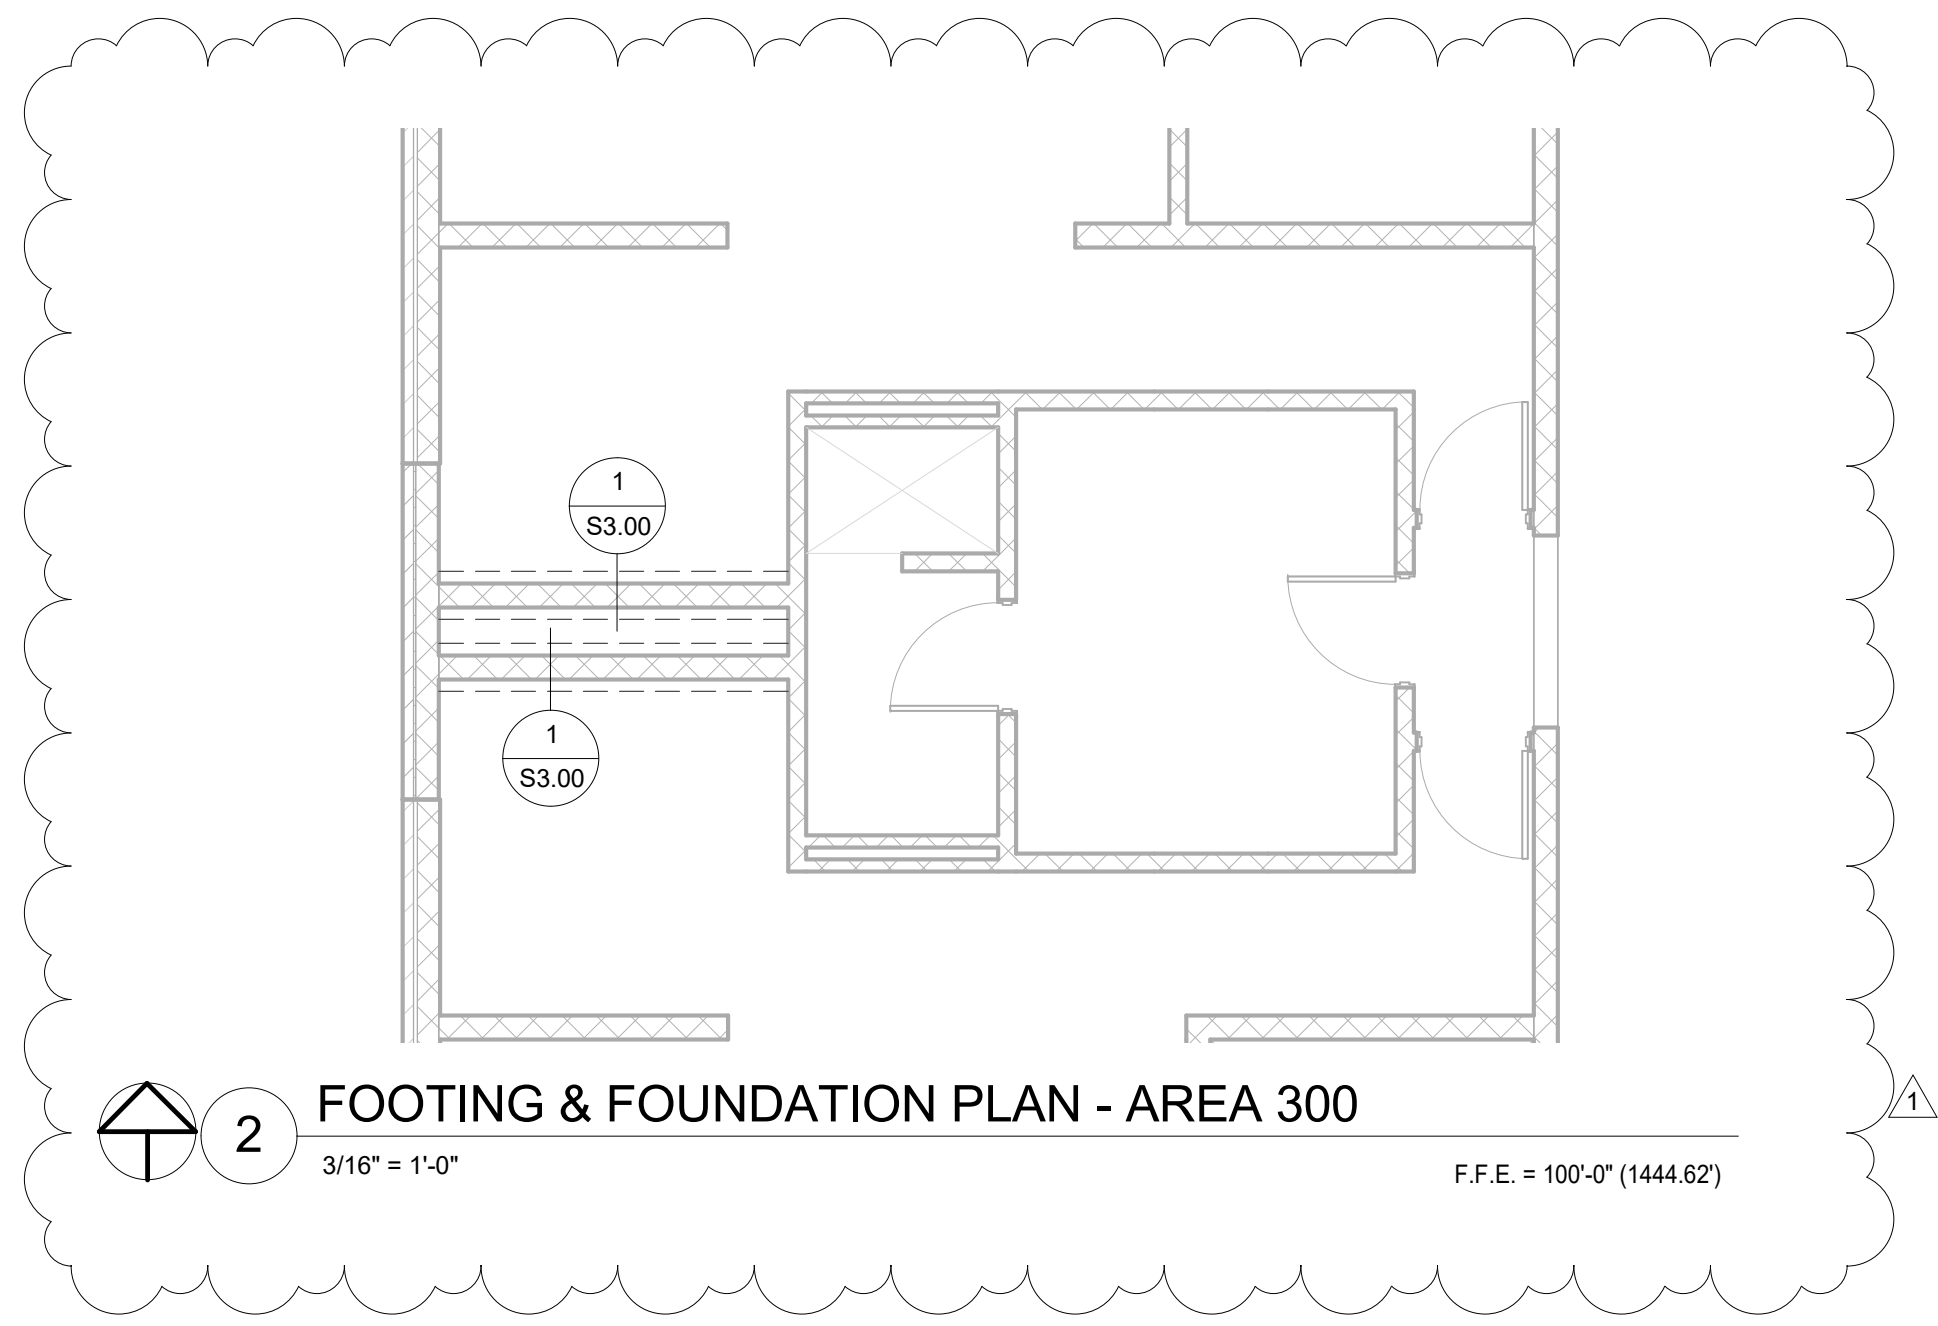 1
S3.00
1
S3.00
FOOTING & FOUNDATION PLAN - AREA 300
2
3/16" = 1'-0"
F.F.E. = 100'-0" (1444.62')
1